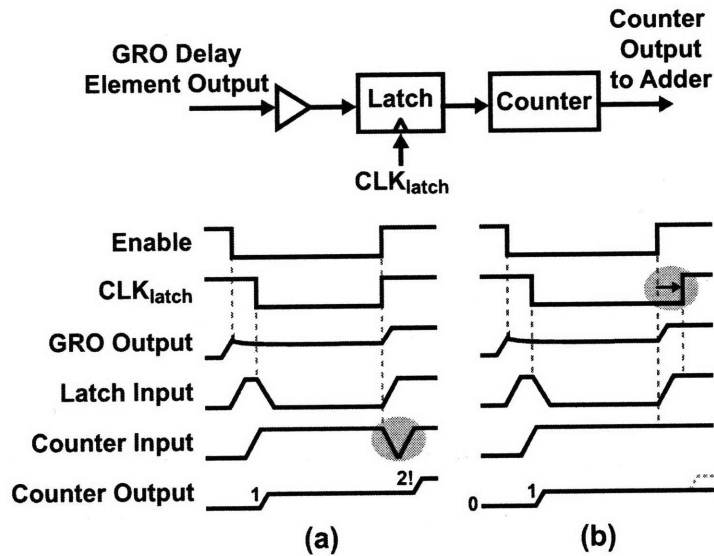 GRO Delay
Element Output
Latch
CLKlatch
Counter
Counter
Output
to Adder
Enable
CLKlatch
GRO Output
Latch Input
Counter Input
Counter Output
1
2!
0
1
(a)
(b)